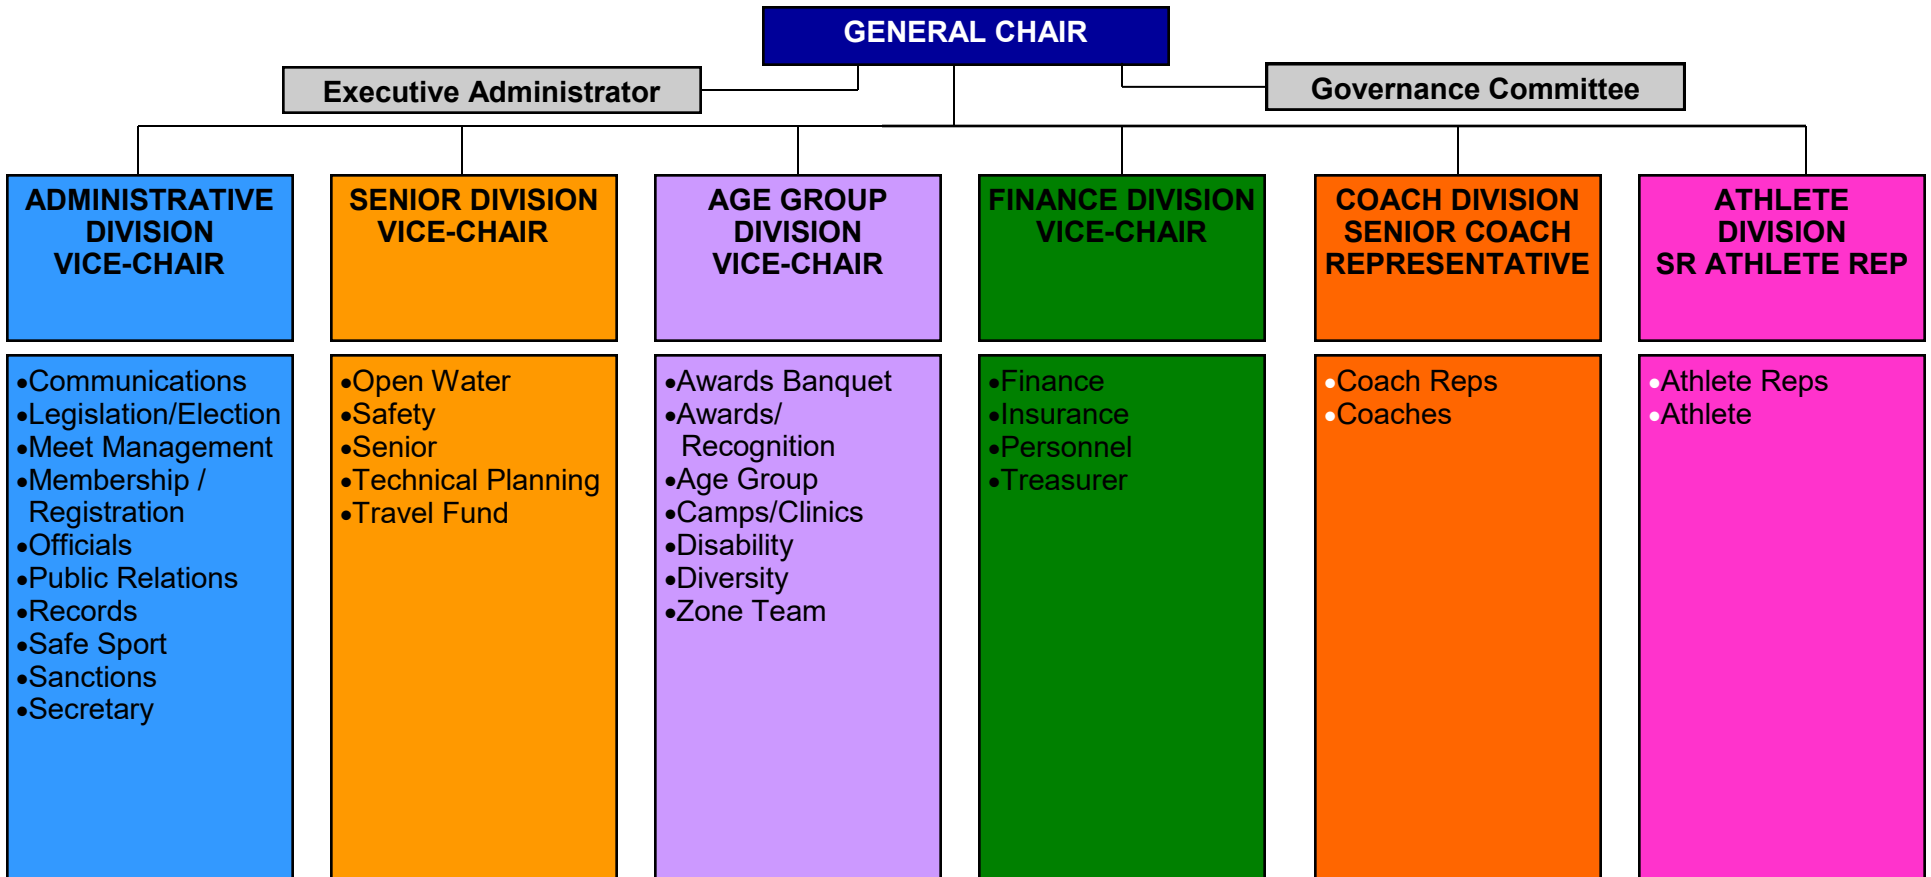 GENERAL CHAIR
Executive Administrator
Governance Committee
ADMINISTRATIVE
DIVISION
VICE-CHAIR
SENIOR DIVISION
VICE-CHAIR
AGE GROUP
DIVISION
VICE-CHAIR
FINANCE DIVISION
VICE-CHAIR
COACH DIVISION
SENIOR COACH
REPRESENTATIVE
ATHLETE
DIVISION
SR ATHLETE REP
•Communications
•Legislation/Election
•Meet Management
•Membership /
Registration
•Officials
•Public Relations
•Records
•Safe Sport
•Sanctions
•Secretary
•Open Water
•Safety
•Senior
•Technical Planning
•Travel Fund
•Awards Banquet
•Awards/
Recognition
•Age Group
•Camps/Clinics
•Disability
•Diversity
•Zone Team
•Finance
•Insurance
•Personnel
•Treasurer
•Coach Reps
•Coaches
•Athlete Reps
•Athlete